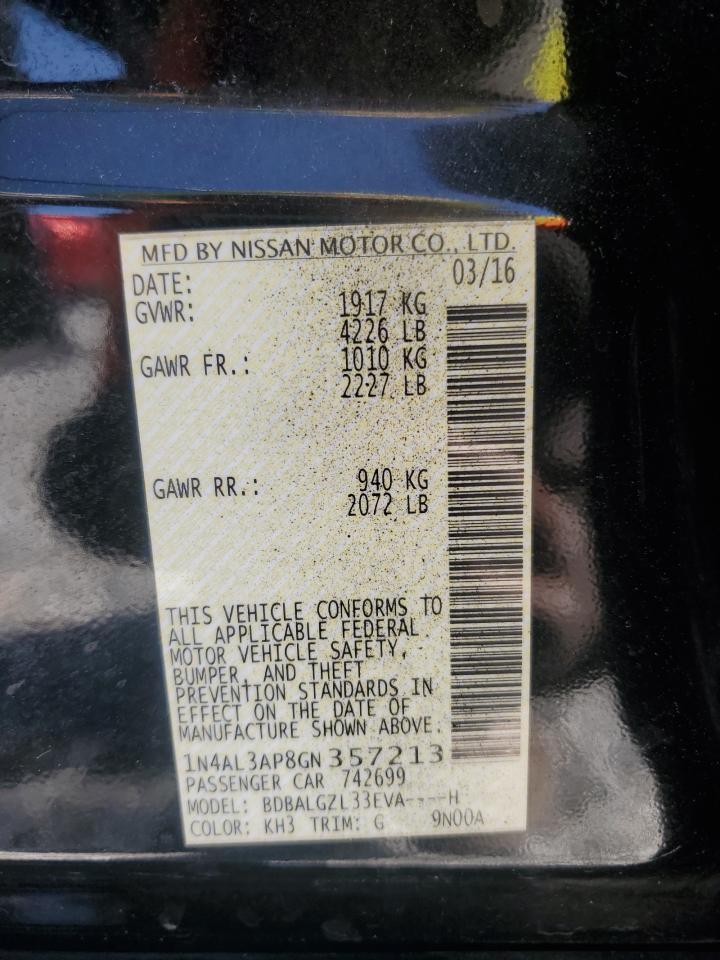 MFD BY NISSAN MOTOR CO., LTD.
DATE: 03/16
GVWR: 1917 KG
4226 LB
GAWR FR.: 1010 KG
2227 LB
GAWR RR.: 940 KG
2072 LB
THIS VEHICLE CONFORMS TO
ALL APPLICABLE FEDERAL
MOTOR VEHICLE SAFETY,
BUMPER, AND THEFT
PREVENTION STANDARDS IN
EFFECT ON THE DATE OF
MANUFACTURE SHOWN ABOVE.
1N4AL3AP8GN357213
PASSENGER CAR 742699
MODEL: BDBALGZL33EVA----H
COLOR: KH3 TRIM: G 9N00A